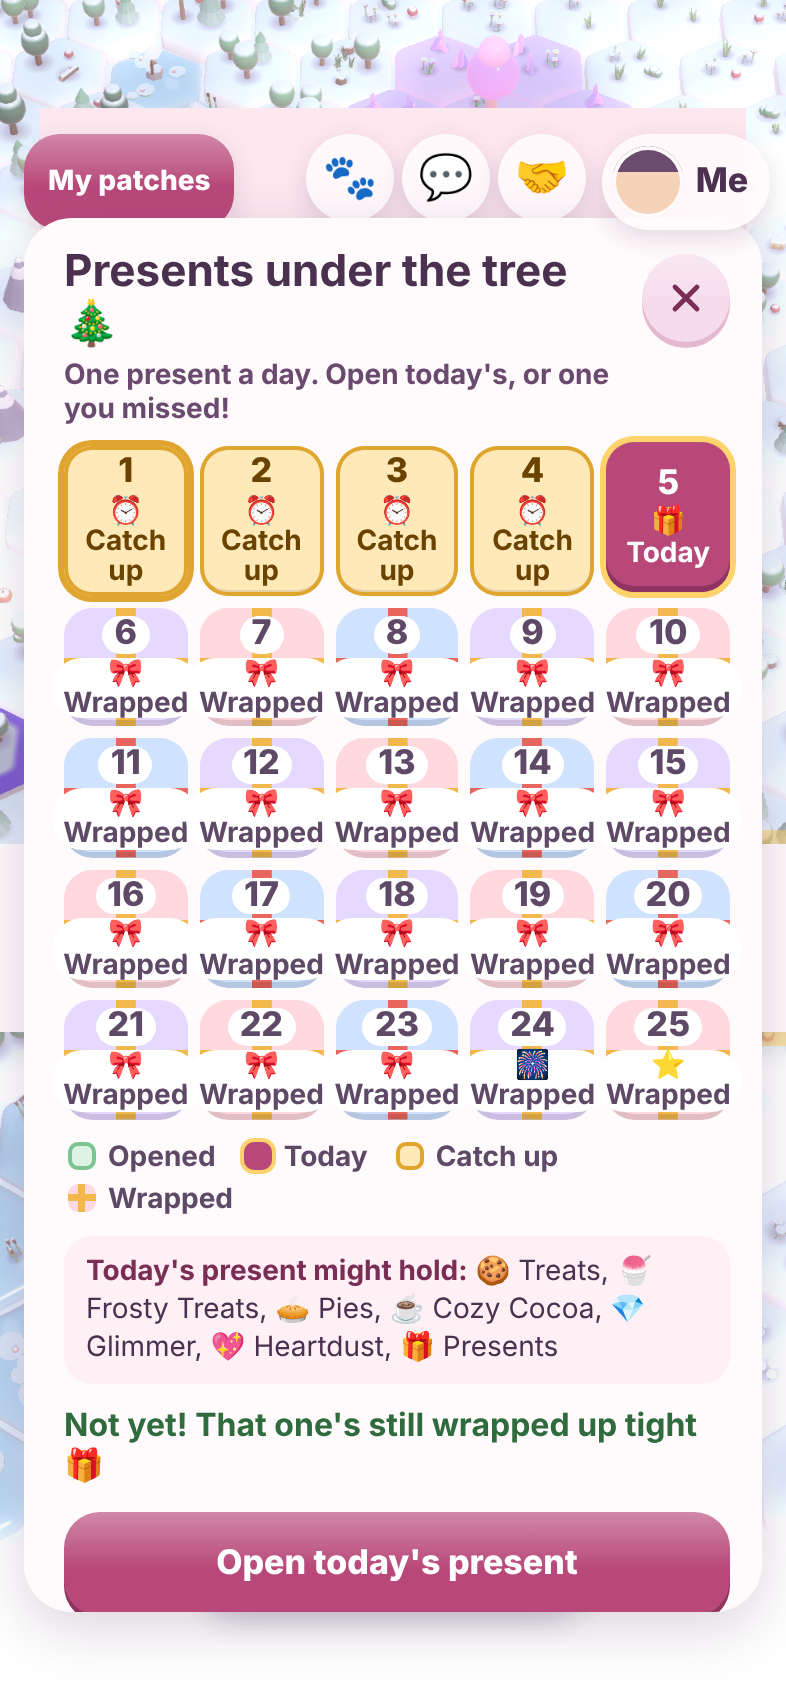 My patches
Me
Presents under the tree
🎄
One present a day. Open today's, or one
you missed!
1
Catch
up
2
Catch
up
3
Catch
up
4
Catch
up
5
Today
6
Wrapped
7
Wrapped
8
Wrapped
9
Wrapped
10
Wrapped
11
Wrapped
12
Wrapped
13
Wrapped
14
Wrapped
15
Wrapped
16
Wrapped
17
Wrapped
18
Wrapped
19
Wrapped
20
Wrapped
21
Wrapped
22
Wrapped
23
Wrapped
24
Wrapped
25
Wrapped
Opened Today Catch up
Wrapped
Today's present might hold: 🍪 Treats, 🍧
Frosty Treats, 🥧 Pies, ☕ Cozy Cocoa, 💎
Glimmer, 💖 Heartdust, 🎁 Presents
Not yet! That one's still wrapped up tight
🎁
Open today's present